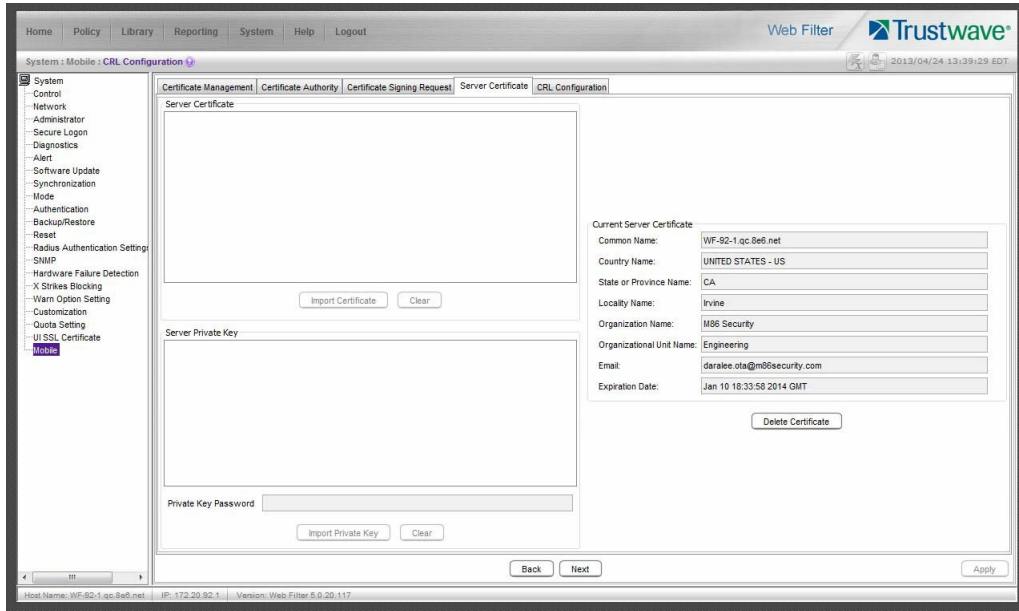 Home Policy Library Reporting System Help Logout
Web Filter
Trustwave®
System : Mobile : CRL Configuration
2013/04/24 13:39:29 EDT
System
Control
Network
Administrator
Secure Logon
Diagnostics
Alert
Software Update
Synchronization
Mode
Authentication
Backup/Restore
Reset
Radius Authentication Settings
SNMP
Hardware Failure Detection
X Strikes Blocking
Warn Option Setting
Customization
Quota Setting
UI SSL Certificate
Mobile
Certificate Management Certificate Authority Certificate Signing Request Server Certificate CRL Configuration
Server Certificate
Import Certificate Clear
Server Private Key
Private Key Password
Import Private Key Clear
Current Server Certificate
Common Name: WF-92-1.qc.8e6.net
Country Name: UNITED STATES - US
State or Province Name: CA
Locality Name: Irvine
Organization Name: M86 Security
Organizational Unit Name: Engineering
Email: daralee.ota@m86security.com
Expiration Date: Jan 10 18:33:58 2014 GMT
Delete Certificate
Back Next
Apply
Host Name: WF-92-1.qc.8e6.net IP: 172.20.92.1 Version: Web Filter 5.0.20.117